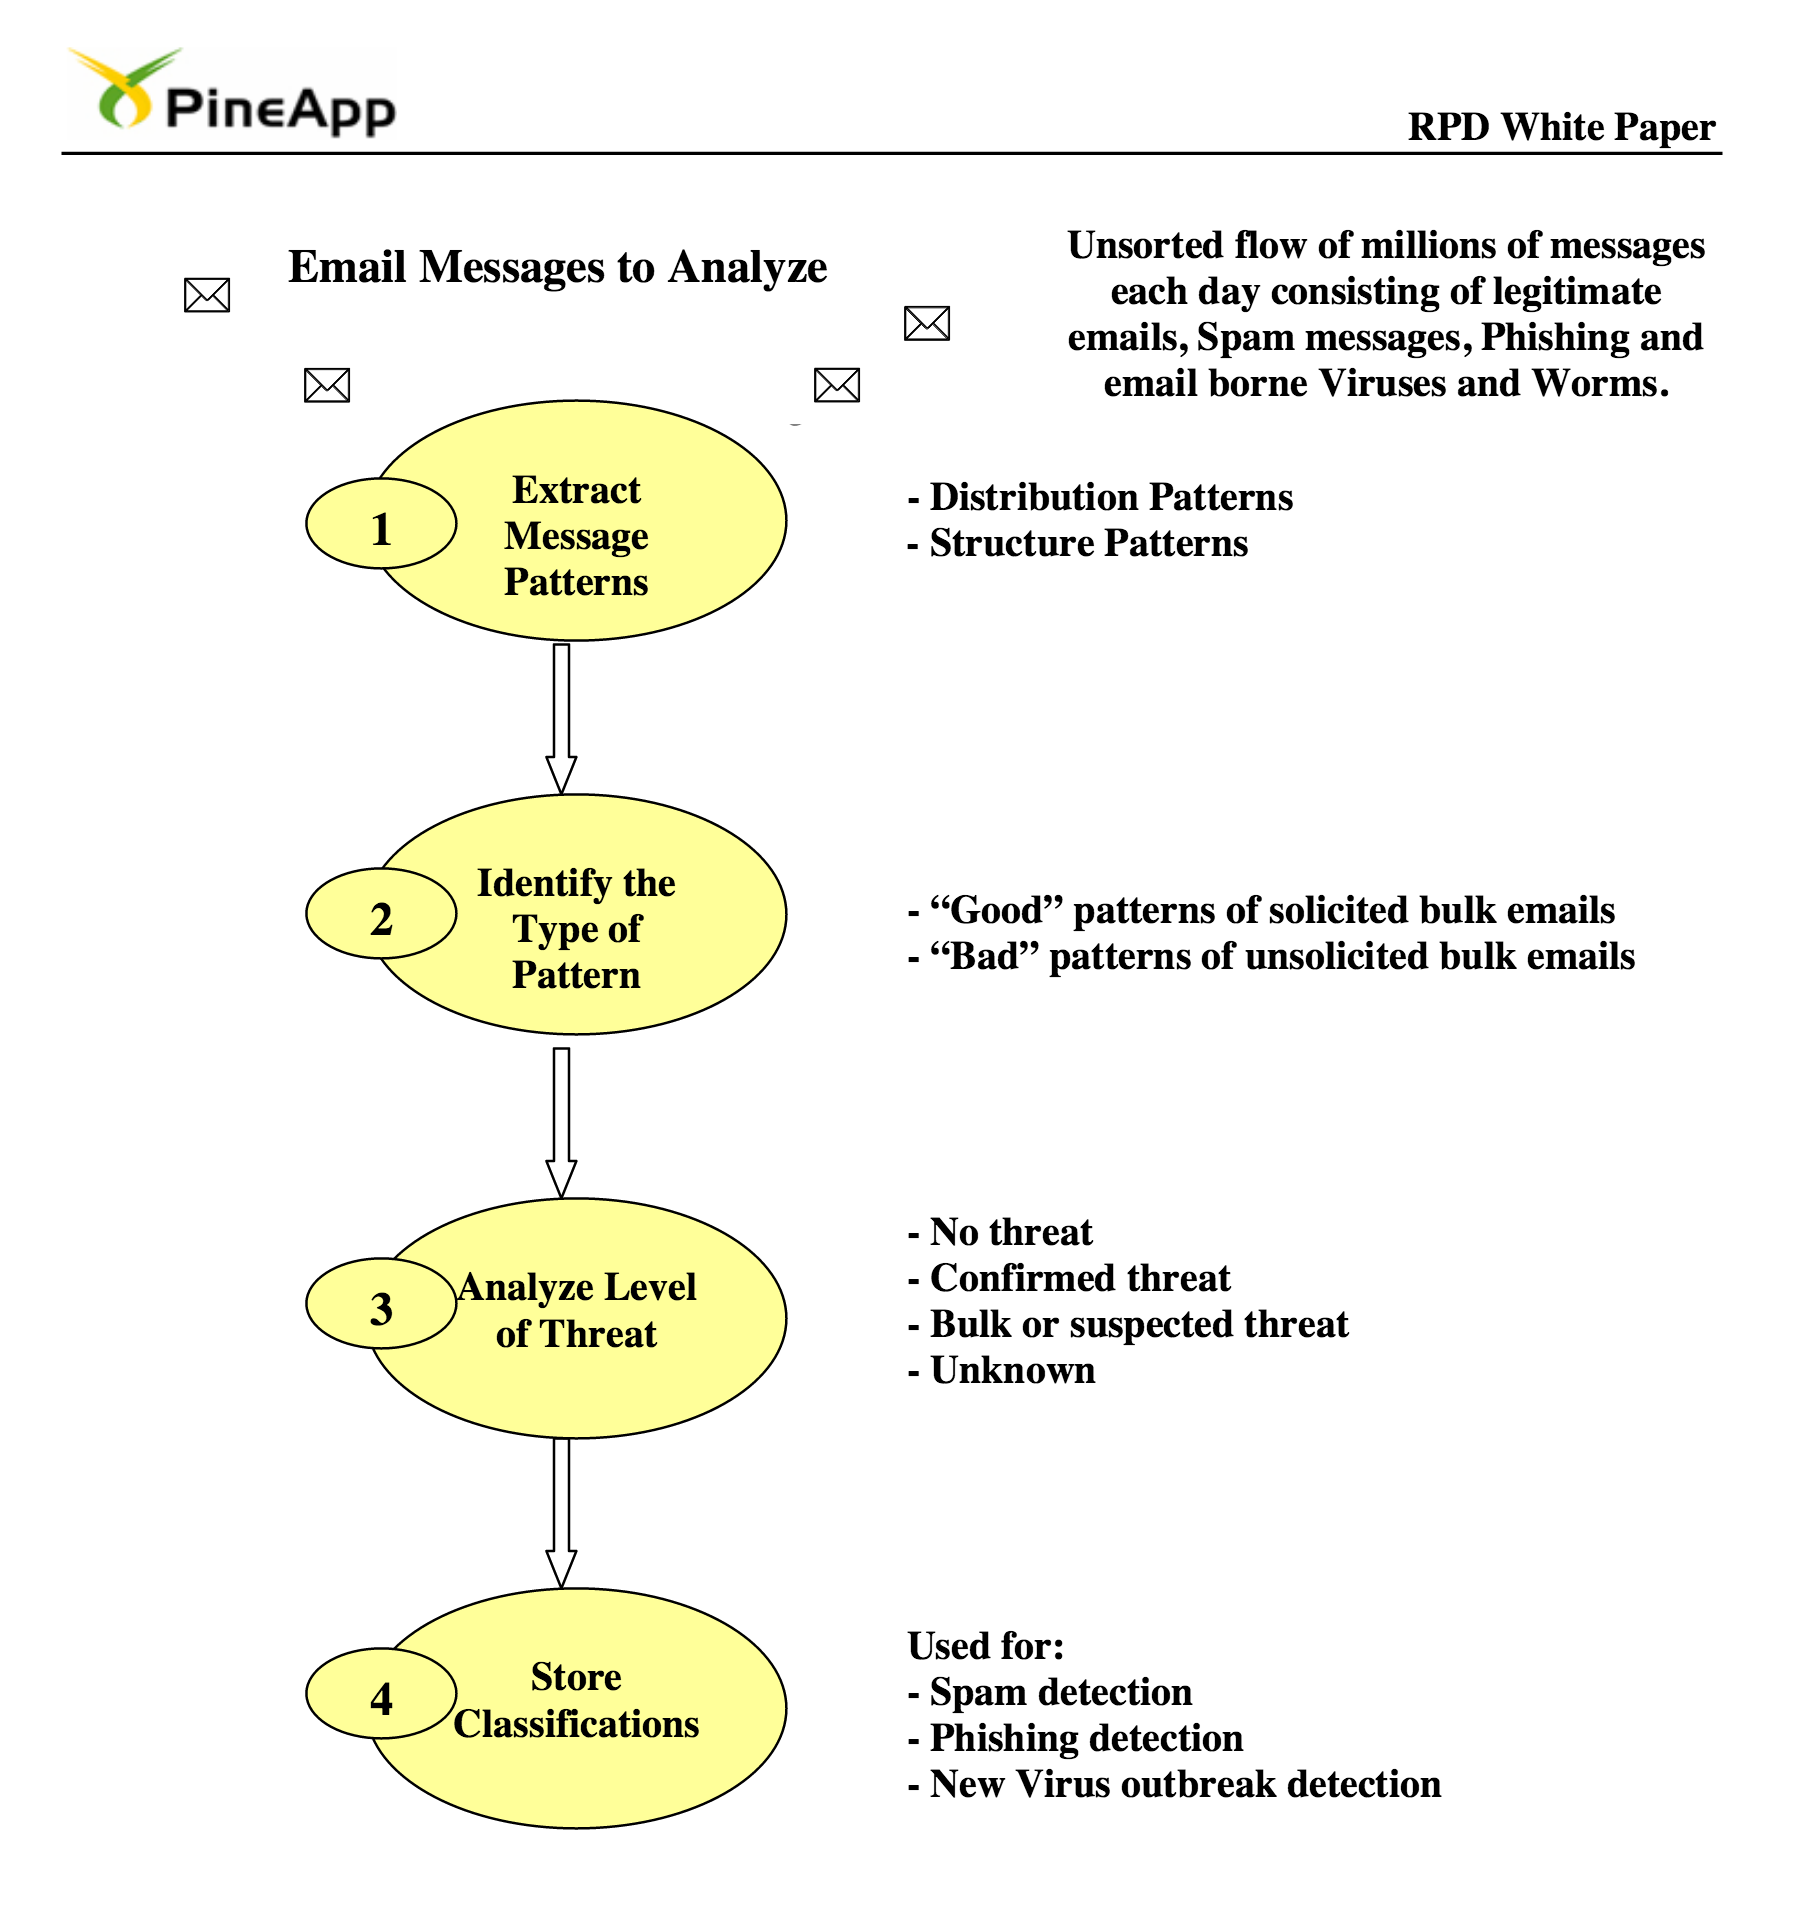 PineApp
RPD White Paper
Email Messages to Analyze
Unsorted flow of millions of messages
each day consisting of legitimate
emails, Spam messages, Phishing and
email borne Viruses and Worms.
1
Extract
Message
Patterns
- Distribution Patterns
- Structure Patterns
2
Identify the
Type of
Pattern
- “Good” patterns of solicited bulk emails
- “Bad” patterns of unsolicited bulk emails
3
Analyze Level
of Threat
- No threat
- Confirmed threat
- Bulk or suspected threat
- Unknown
4
Store
Classifications
Used for:
- Spam detection
- Phishing detection
- New Virus outbreak detection